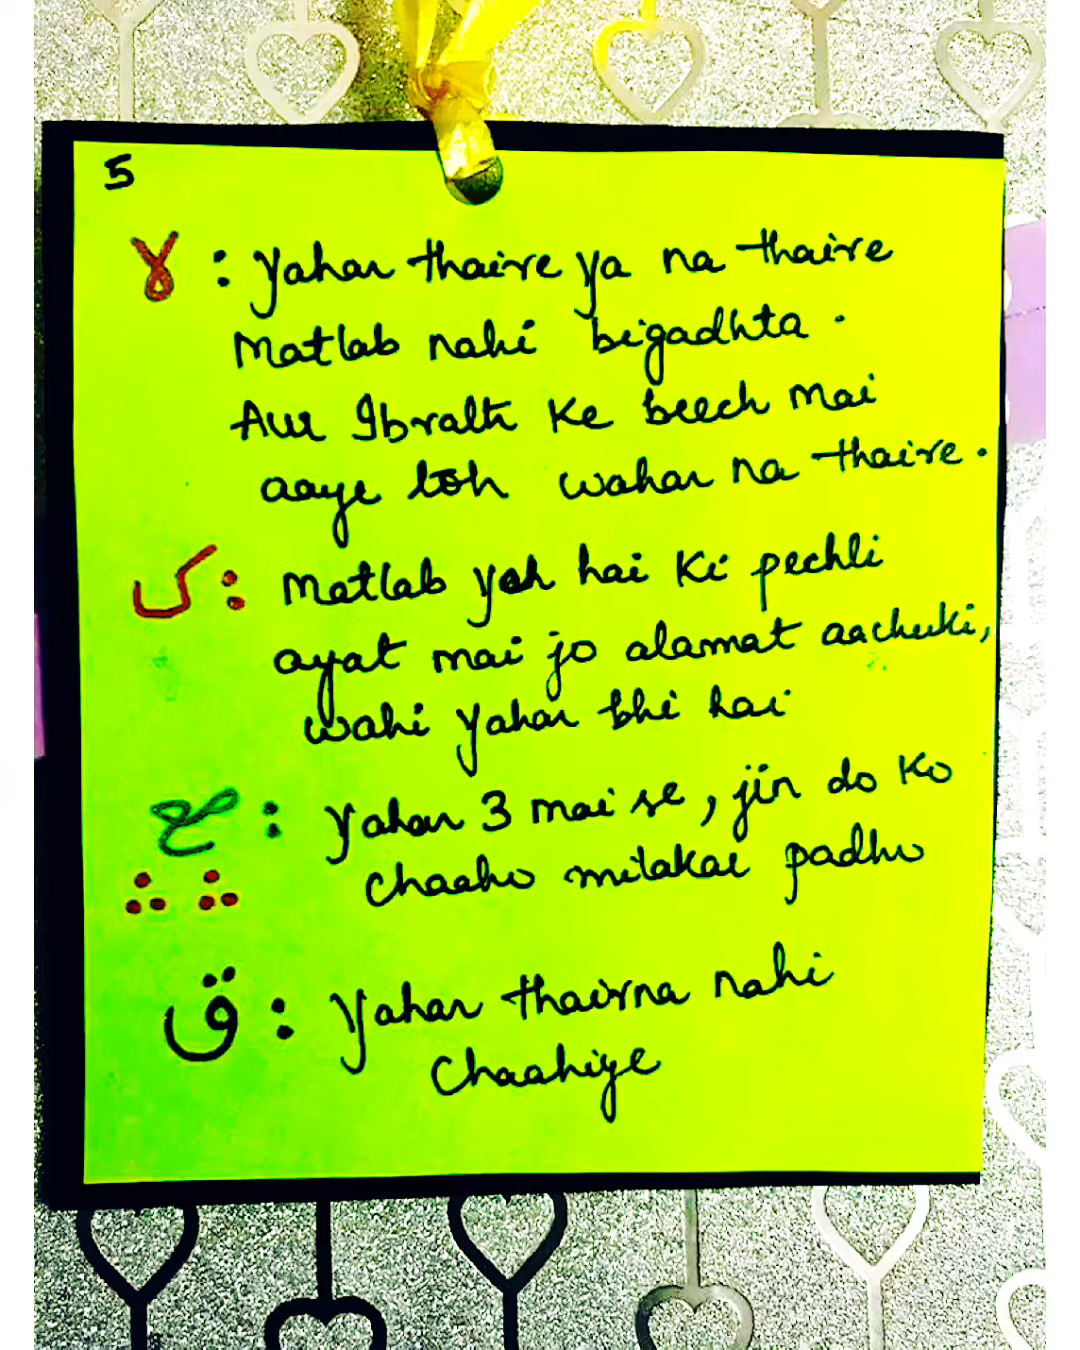 5
لا : Yahan thaire ya na thaire
Matlab nahi bigadhta .
Aur Ibrath ke beech mai
aaye toh wahan na thaire.
ک : Matlab yeh hai ki pechli
ayat mai jo alamat aachuki,
wahi yahan bhi hai
مع : Yahan 3 mai se, jin do ko
∴ ∴ chaaho milakar padho
ق : Yahan thairna nahi
chaahiye